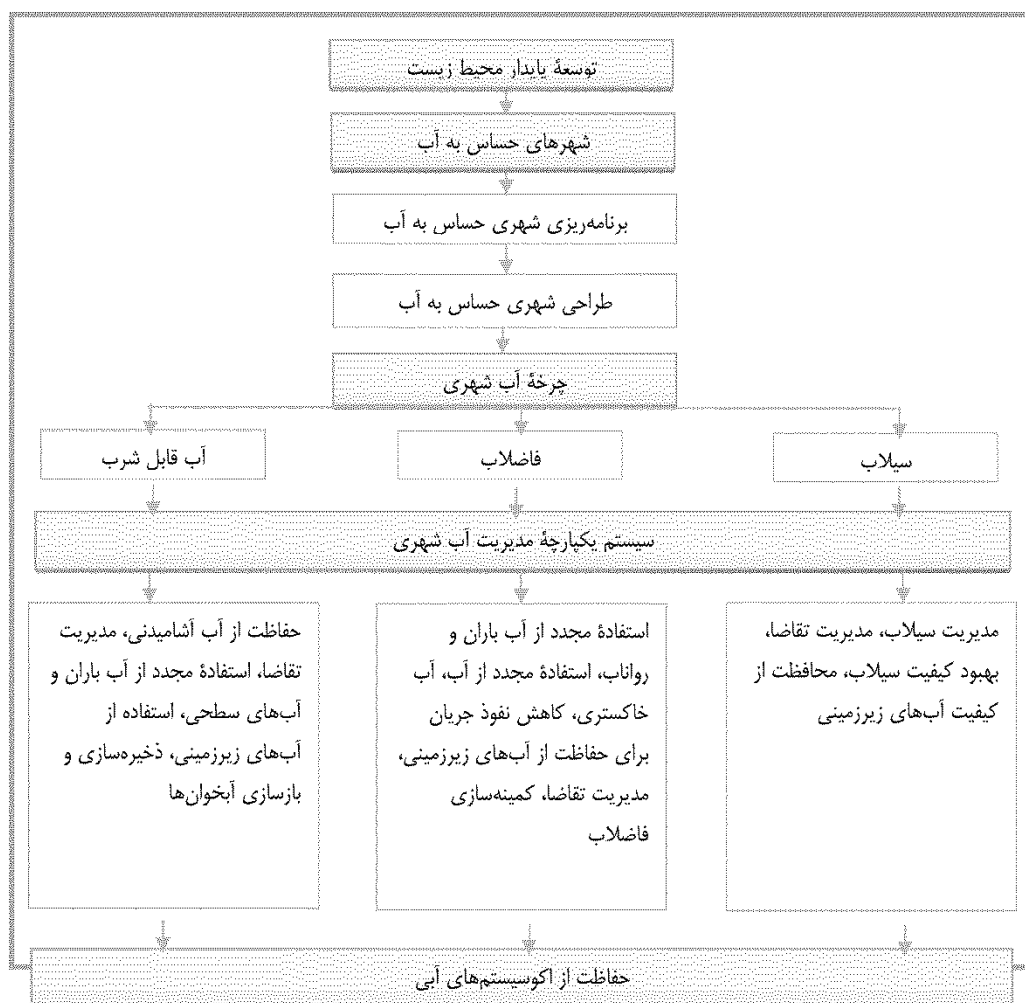 توسعهٔ پایدار محیط زیست
شهرهای حساس به آب
برنامه‌ریزی شهری حساس به آب
طراحی شهری حساس به آب
چرخهٔ آب شهری
سیلاب
فاضلاب
آب قابل شرب
سیستم یکپارچهٔ مدیریت آب شهری
مدیریت سیلاب، مدیریت تقاضا،
بهبود کیفیت سیلاب، محافظت از
کیفیت آب‌های زیرزمینی
استفادهٔ مجدد از آب باران و
رواناب، استفادهٔ مجدد از آب، آب
خاکستری، کاهش نفوذ جریان
برای حفاظت از آب‌های زیرزمینی،
مدیریت تقاضا، کمینه‌سازی
فاضلاب
حفاظت از آب آشامیدنی، مدیریت
تقاضا، استفادهٔ مجدد از آب باران و
آب‌های سطحی، استفاده از
آب‌های زیرزمینی، ذخیره‌سازی و
بازسازی آبخوان‌ها
حفاظت از اکوسیستم‌های آبی